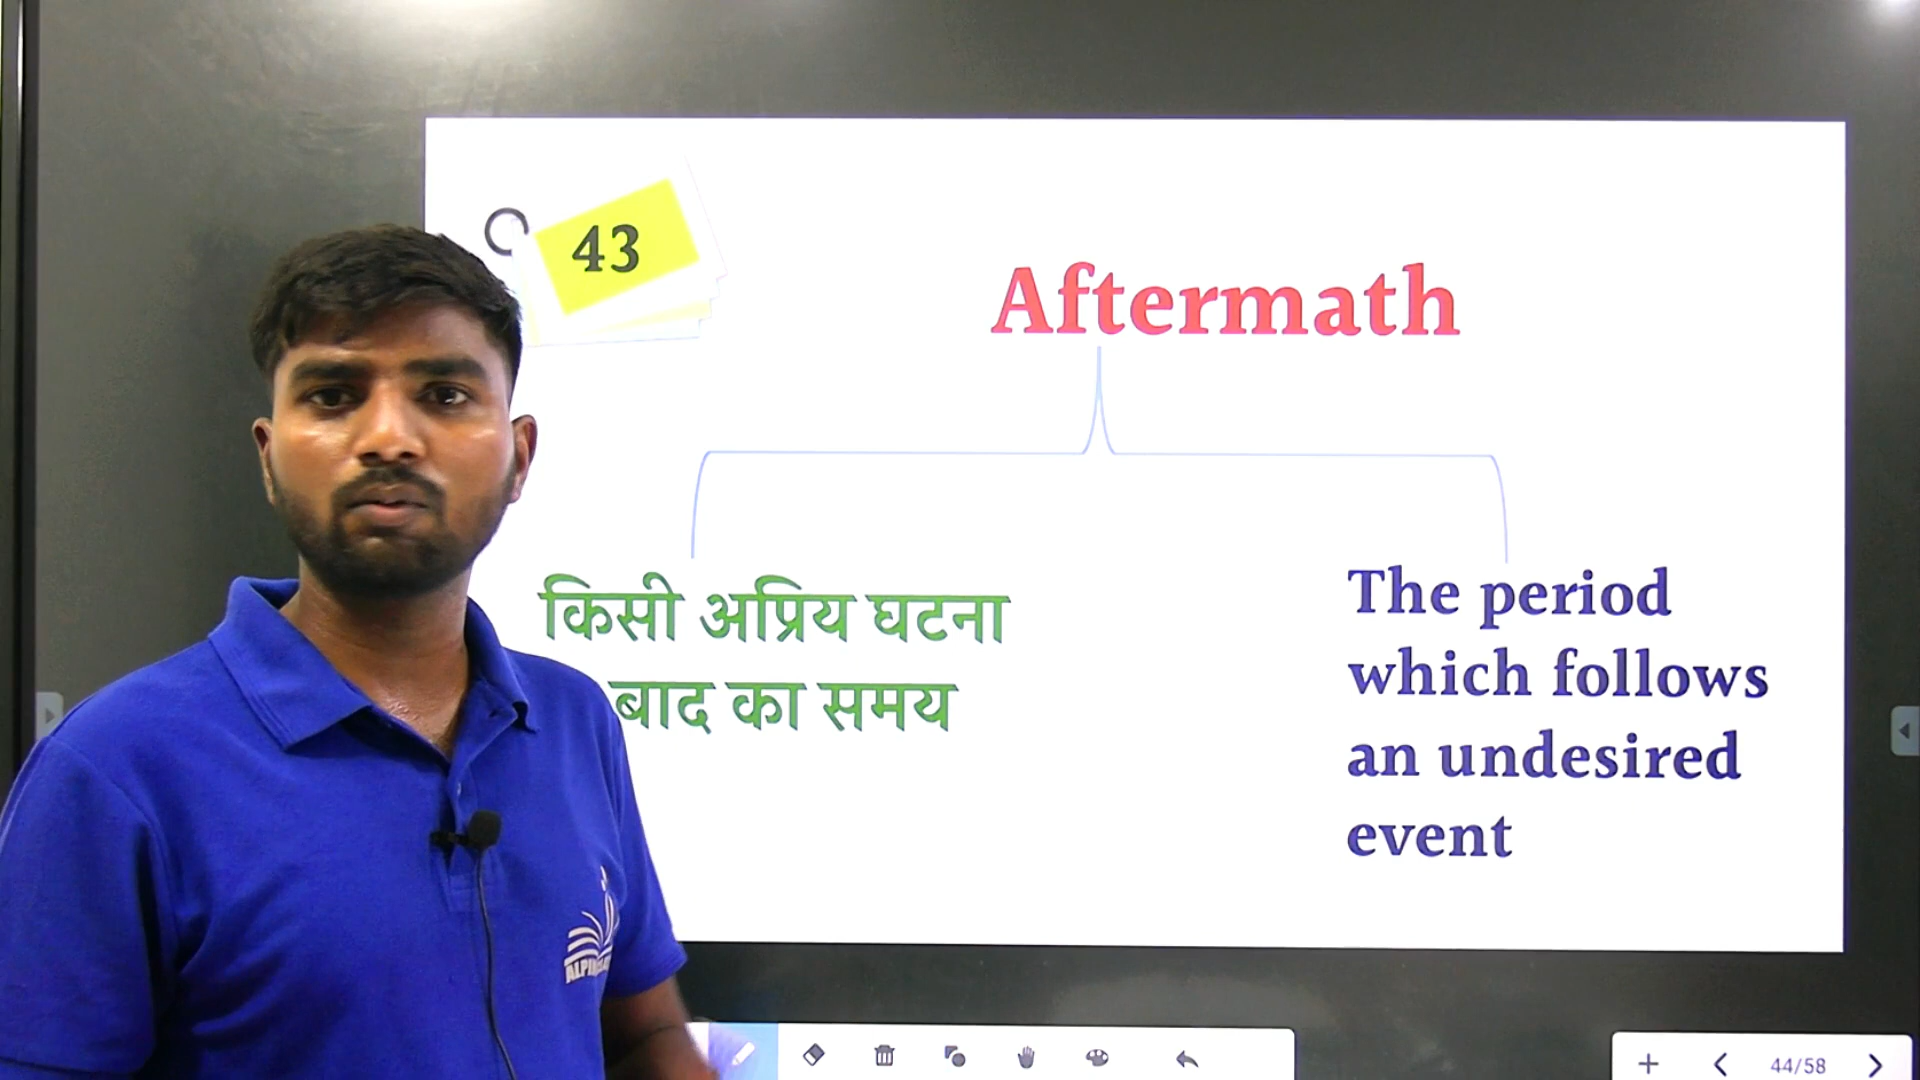 43
Aftermath
किसी अप्रिय घटना
बाद का समय
The period
which follows
an undesired
event
44/58